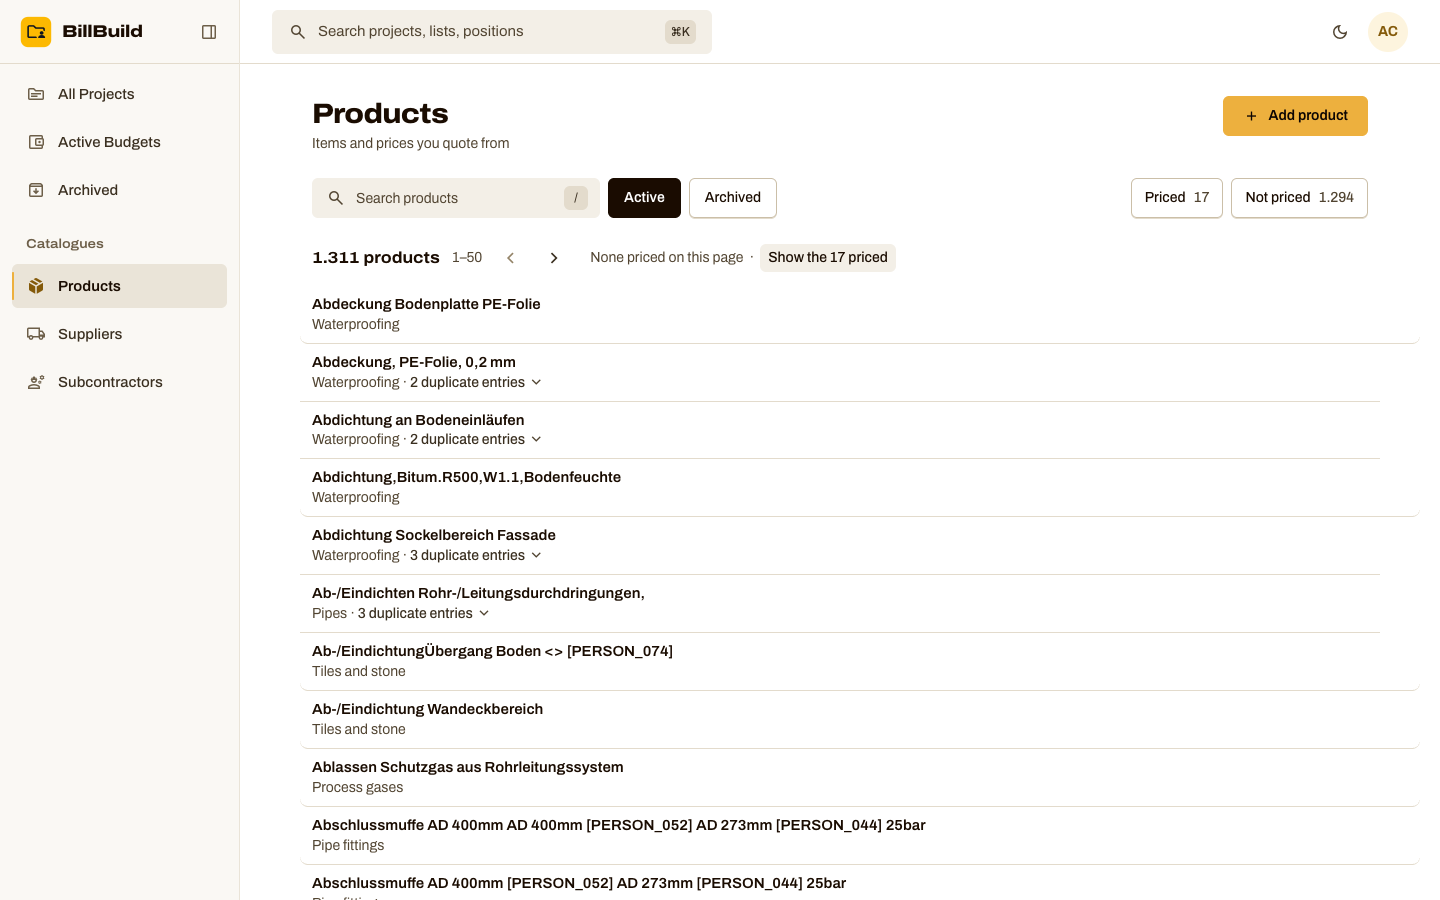 BillBuild
Search projects, lists, positions ⌘K
AC
All Projects
Active Budgets
Archived
Catalogues
Products
Suppliers
Subcontractors
Products
Items and prices you quote from
Add product
Search products /
Active
Archived
Priced 17
Not priced 1.294
1.311 products 1–50
None priced on this page · Show the 17 priced
Abdeckung Bodenplatte PE-Folie
Waterproofing
Abdeckung, PE-Folie, 0,2 mm
Waterproofing · 2 duplicate entries
Abdichtung an Bodeneinläufen
Waterproofing · 2 duplicate entries
Abdichtung,Bitum.R500,W1.1,Bodenfeuchte
Waterproofing
Abdichtung Sockelbereich Fassade
Waterproofing · 3 duplicate entries
Ab-/Eindichten Rohr-/Leitungsdurchdringungen,
Pipes · 3 duplicate entries
Ab-/EindichtungÜbergang Boden <> [PERSON_074]
Tiles and stone
Ab-/Eindichtung Wandeckbereich
Tiles and stone
Ablassen Schutzgas aus Rohrleitungssystem
Process gases
Abschlussmuffe AD 400mm AD 400mm [PERSON_052] AD 273mm [PERSON_044] 25bar
Pipe fittings
Abschlussmuffe AD 400mm [PERSON_052] AD 273mm [PERSON_044] 25bar